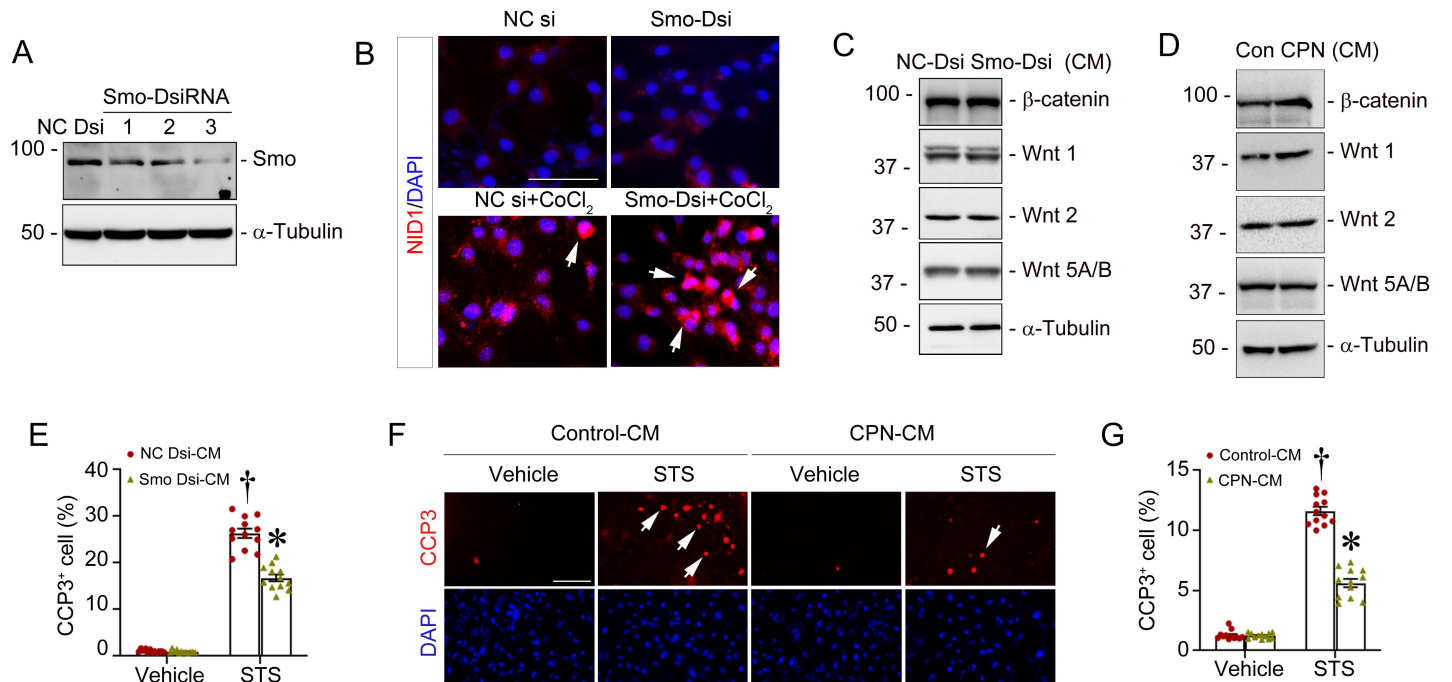 A
Smo-DsiRNA
NC Dsi 1 2 3
100 - - Smo
50 - - α-Tubulin
B
NC si Smo-Dsi
NID1/DAPI
NC si+CoCl₂ Smo-Dsi+CoCl₂
C
NC-Dsi Smo-Dsi (CM)
100 - - β-catenin
37 - - Wnt 1
37 - - Wnt 2
37 - - Wnt 5A/B
50 - - α-Tubulin
D
Con CPN (CM)
100 - - β-catenin
37 - - Wnt 1
37 - - Wnt 2
37 - - Wnt 5A/B
50 - - α-Tubulin
E
NC Dsi-CM
Smo Dsi-CM
CCP3⁺ cell (%)
40
30
20
10
0
†
*
Vehicle STS
F
Control-CM CPN-CM
Vehicle STS Vehicle STS
CCP3
DAPI
G
Control-CM
CPN-CM
CCP3⁺ cell (%)
15
10
5
0
†
*
Vehicle STS